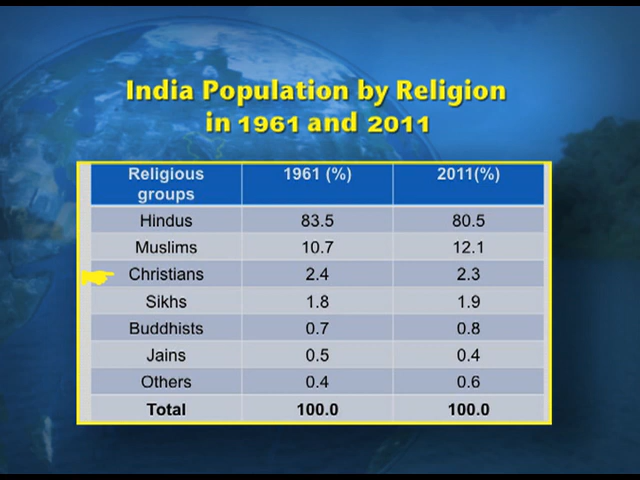 India Population by Religion
in 1961 and 2011
Religious groups 1961 (%) 2011(%)
Hindus 83.5 80.5
Muslims 10.7 12.1
Christians 2.4 2.3
Sikhs 1.8 1.9
Buddhists 0.7 0.8
Jains 0.5 0.4
Others 0.4 0.6
Total 100.0 100.0